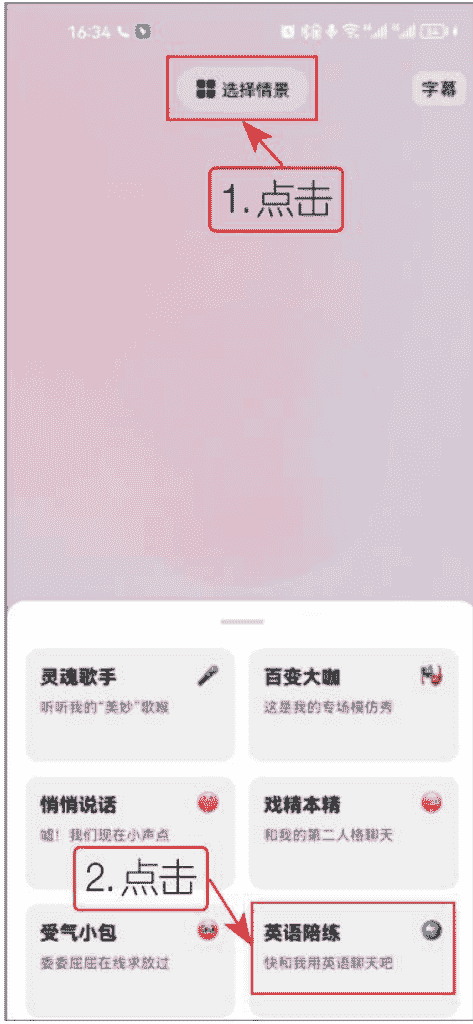 16:34
选择情景
字幕
1.点击
灵魂歌手
听听我的“美妙”歌喉
百变大咖
这是我的专场模仿秀
悄悄说话
嘘！我们现在小声点
戏精本精
和我的第二人格聊天
2.点击
受气小包
委委屈屈在线求放过
英语陪练
快和我用英语聊天吧